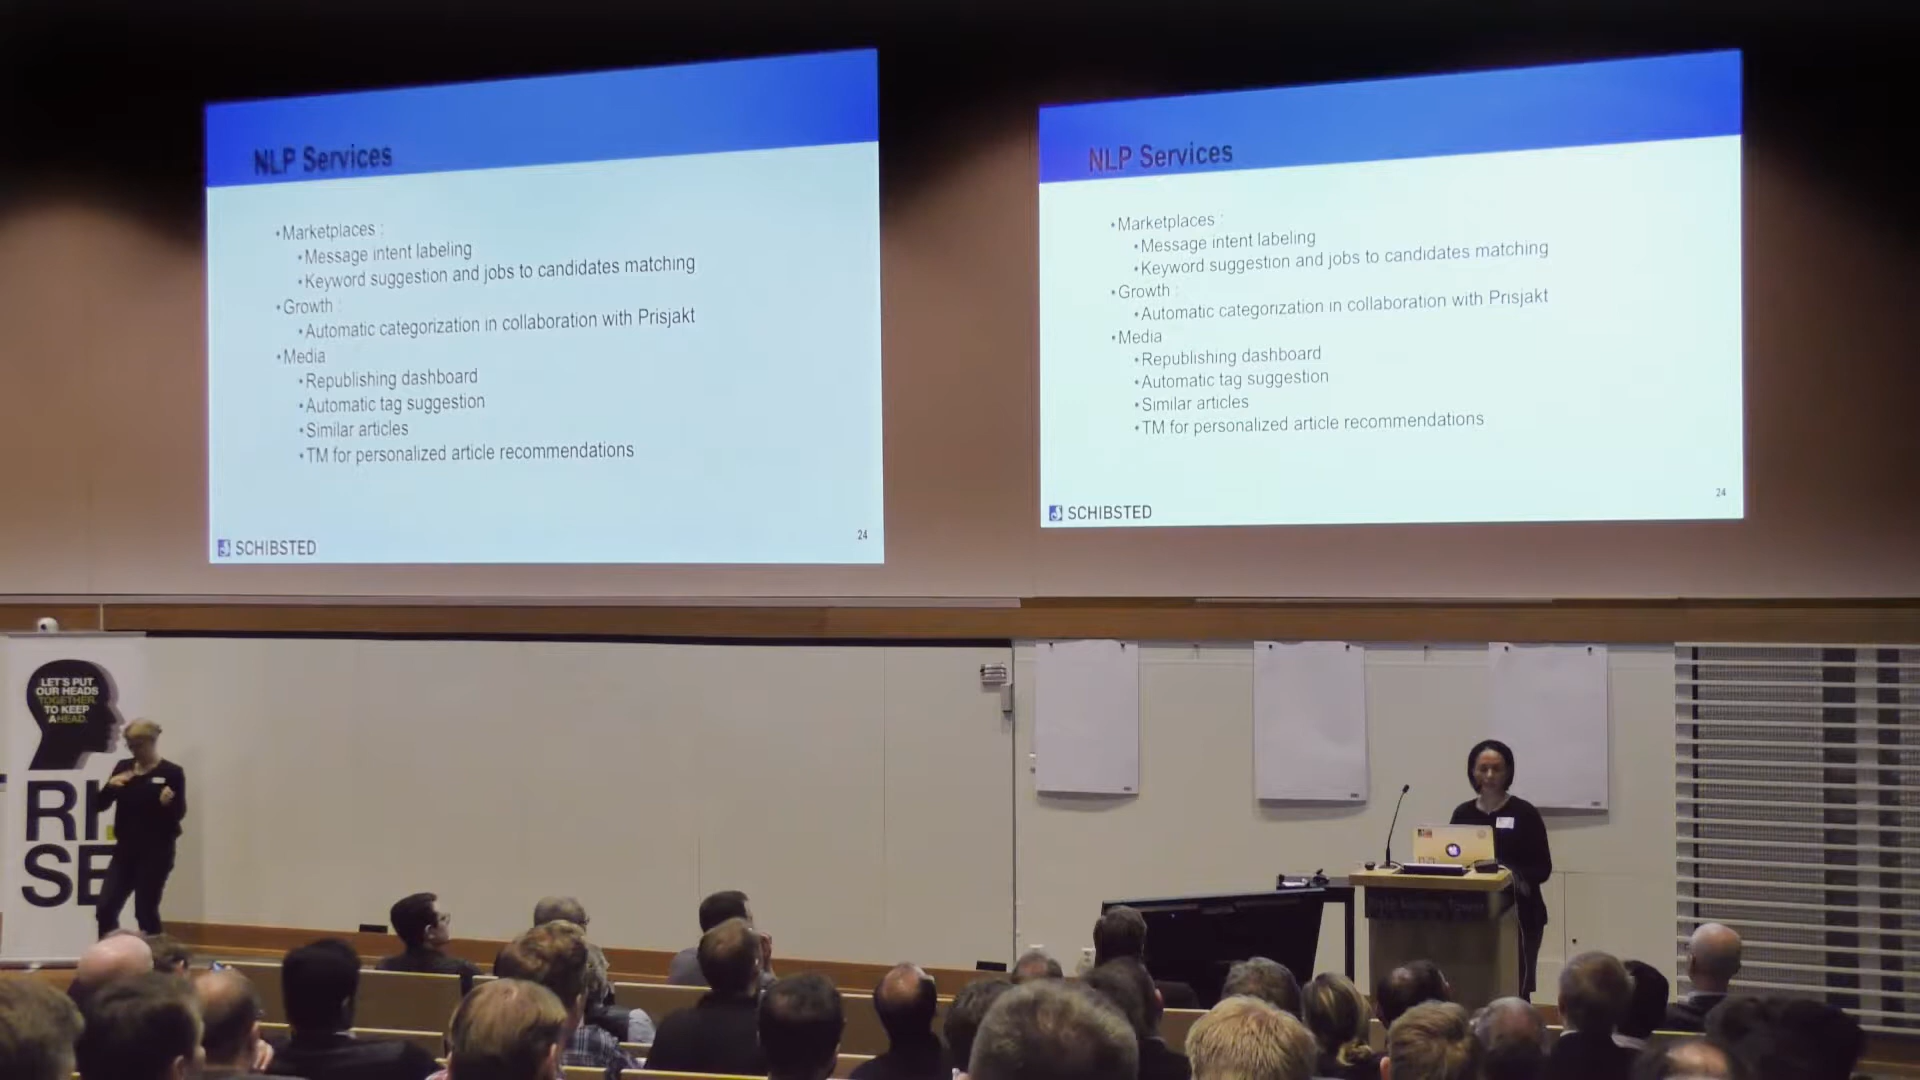 NLP Services
•Marketplaces :
•Message intent labeling
•Keyword suggestion and jobs to candidates matching
•Growth :
•Automatic categorization in collaboration with Prisjakt
•Media
•Republishing dashboard
•Automatic tag suggestion
•Similar articles
•TM for personalized article recommendations
SCHIBSTED
24
NLP Services
•Marketplaces :
•Message intent labeling
•Keyword suggestion and jobs to candidates matching
•Growth :
•Automatic categorization in collaboration with Prisjakt
•Media
•Republishing dashboard
•Automatic tag suggestion
•Similar articles
•TM for personalized article recommendations
SCHIBSTED
24
LET'S PUT
OUR HEADS
TOGETHER
TO KEEP
AHEAD.
RI
SE